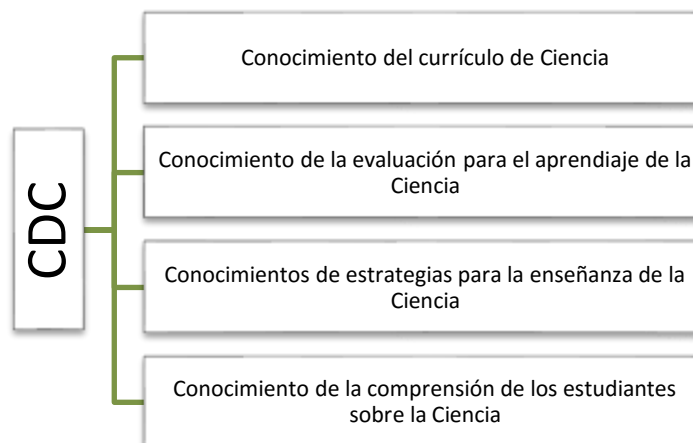 CDC
Conocimiento del currículo de Ciencia
Conocimiento de la evaluación para el aprendiaje de la
Ciencia
Conocimientos de estrategias para la enseñanza de la
Ciencia
Conocimiento de la comprensión de los estudiantes
sobre la Ciencia